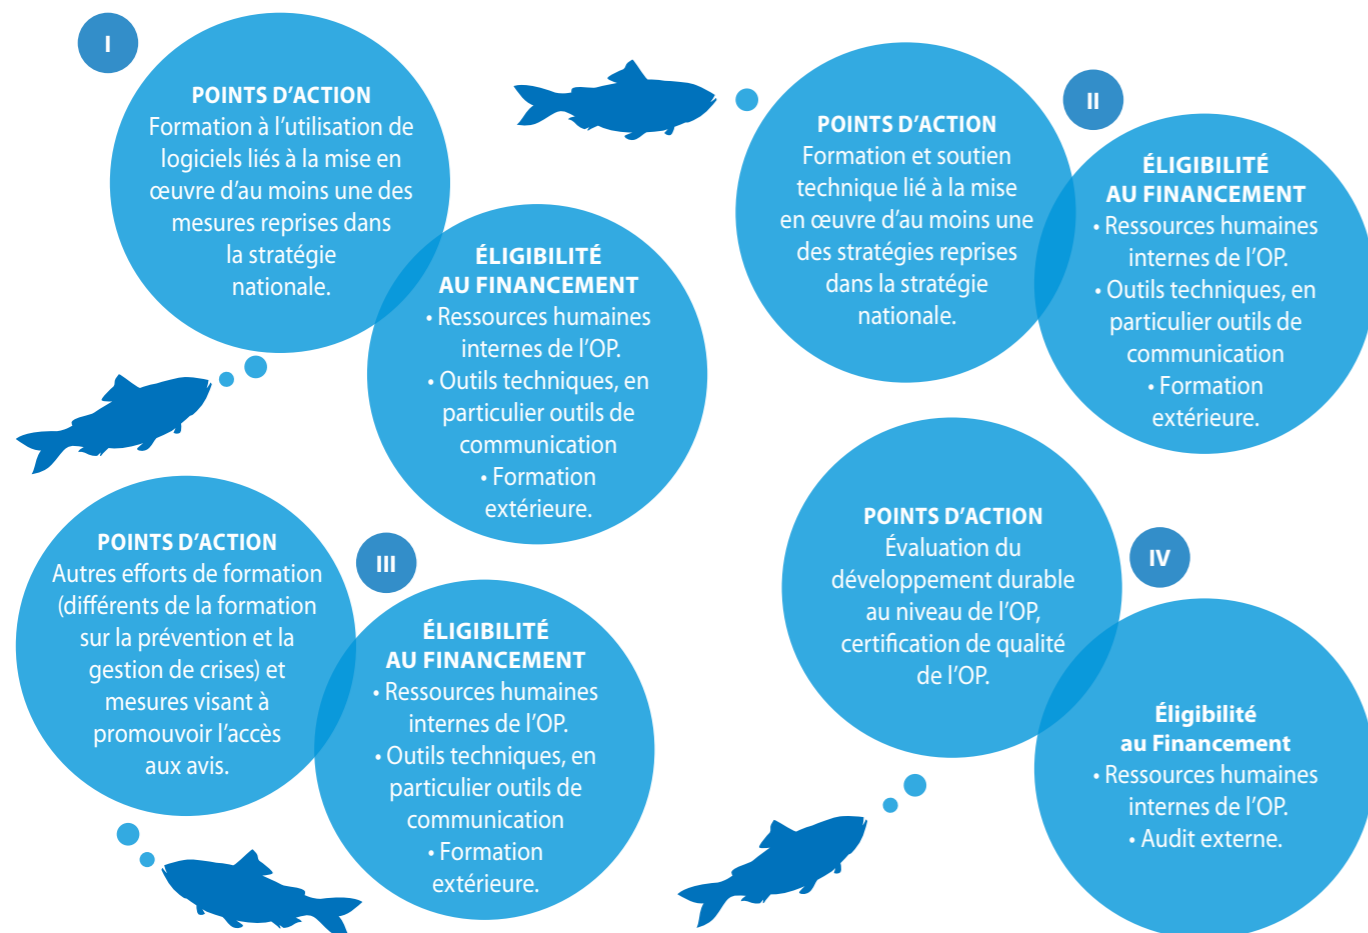 I
POINTS D’ACTION
Formation à l’utilisation de
logiciels liés à la mise en
œuvre d’au moins une des
mesures reprises dans
la stratégie
nationale.
ÉLIGIBILITÉ
AU FINANCEMENT
• Ressources humaines
internes de l’OP.
• Outils techniques, en
particulier outils de
communication
• Formation
extérieure.
II
POINTS D’ACTION
Formation et soutien
technique lié à la mise
en œuvre d’au moins une
des stratégies reprises
dans la stratégie
nationale.
ÉLIGIBILITÉ
AU FINANCEMENT
• Ressources humaines
internes de l’OP.
• Outils techniques, en
particulier outils de
communication
• Formation
extérieure.
III
POINTS D’ACTION
Autres efforts de formation
(différents de la formation
sur la prévention et la
gestion de crises) et
mesures visant à
promouvoir l’accès
aux avis.
ÉLIGIBILITÉ
AU FINANCEMENT
• Ressources humaines
internes de l’OP.
• Outils techniques, en
particulier outils de
communication
• Formation
extérieure.
IV
POINTS D’ACTION
Évaluation du
développement durable
au niveau de l’OP,
certification de qualité
de l’OP.
Éligibilité
au Financement
• Ressources humaines
internes de l’OP.
• Audit externe.